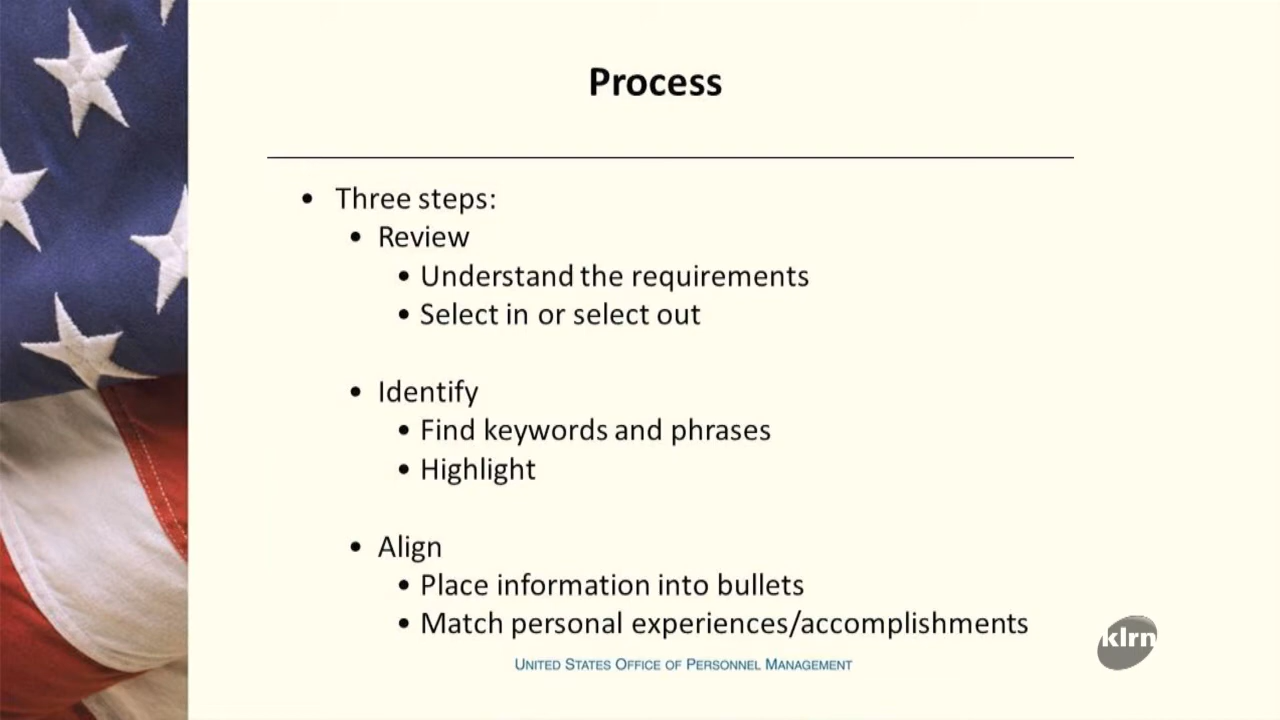 Process
• Three steps:
• Review
• Understand the requirements
• Select in or select out
• Identify
• Find keywords and phrases
• Highlight
• Align
• Place information into bullets
• Match personal experiences/accomplishments
klrn
UNITED STATES OFFICE OF PERSONNEL MANAGEMENT